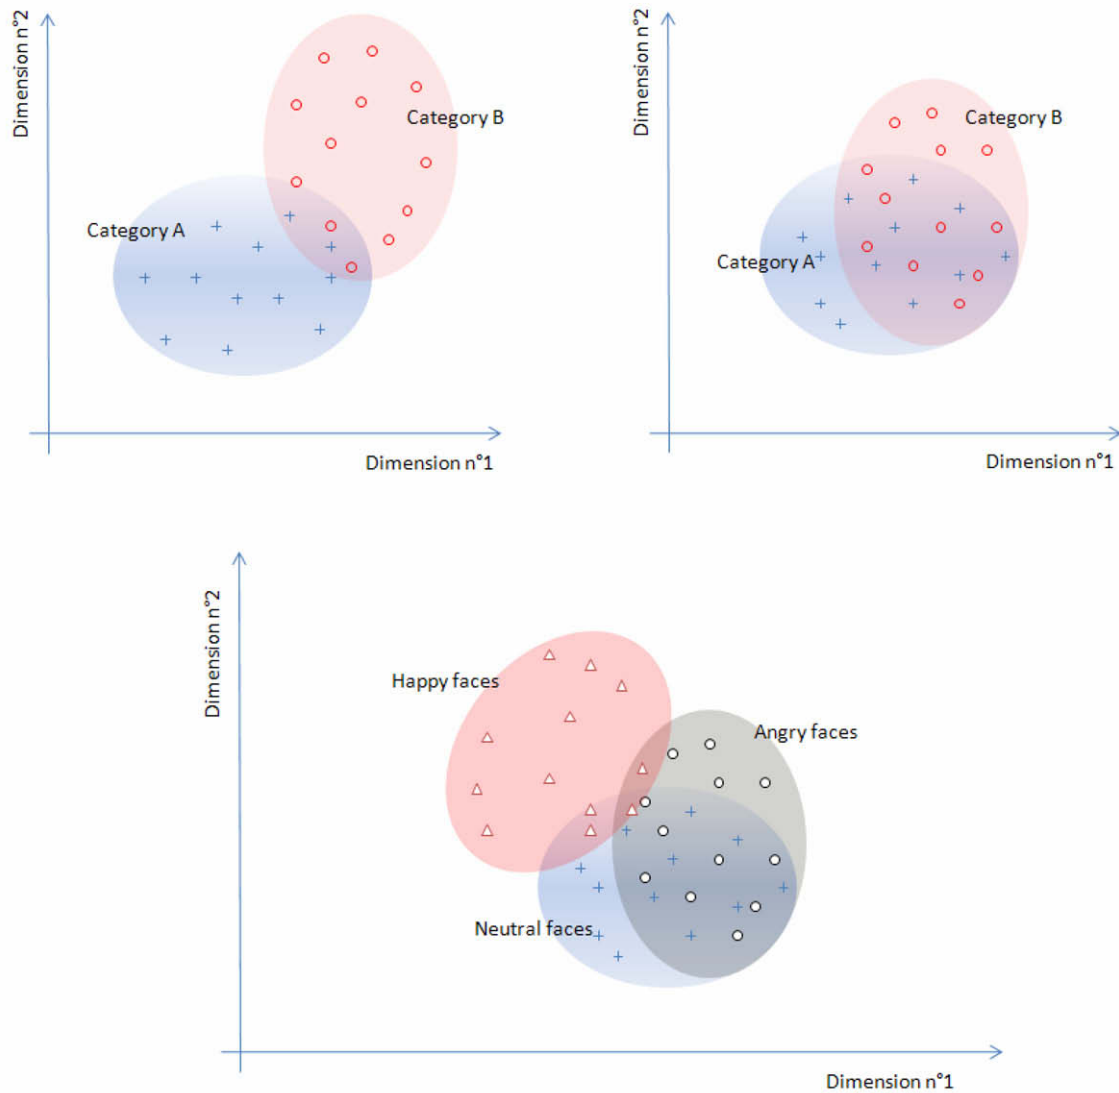 Dimension n°2
Category B
Category A
Dimension n°1
Dimension n°2
Category B
Category A
Dimension n°1
Dimension n°2
Happy faces
Angry faces
Neutral faces
Dimension n°1